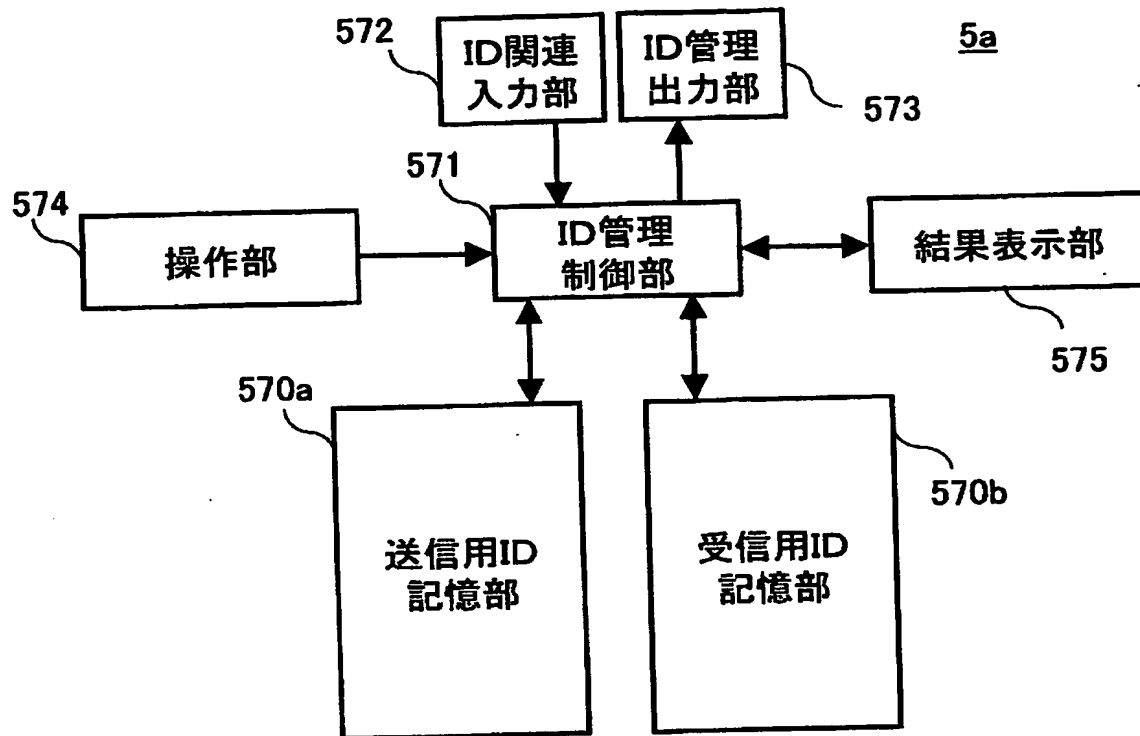 572
ID関連
入力部
ID管理
出力部
573
5a
571
574
操作部
ID管理
制御部
結果表示部
575
570a
送信用ID
記憶部
受信用ID
記憶部
570b